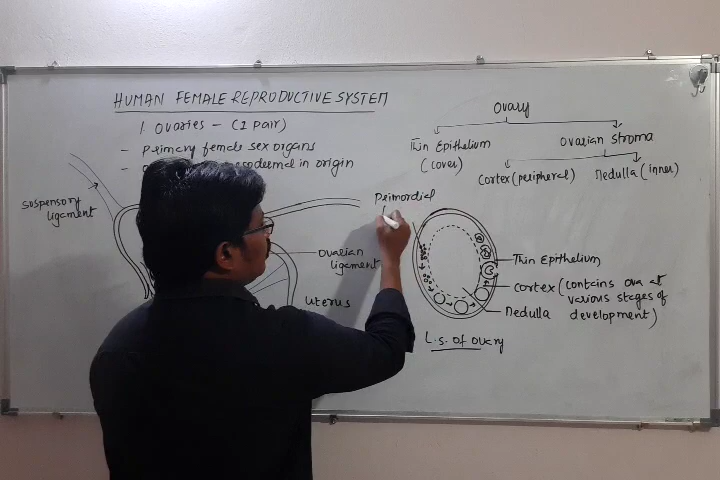 HUMAN FEMALE REPRODUCTIVE SYSTEM
1. Ovaries - (1 PAIR)
- Primary female sex organs
- mesodermal in origin
suspensory
ligament
Ovarian
ligament
Uterus
Ovary
Thin Epithelium
(cover)
Ovarian stroma
Cortex (peripheral)
Medulla (inner)
Primordial
Thin Epithelium
Cortex (contains ova at
various stages of
development)
Medulla
L.s. of Ovary